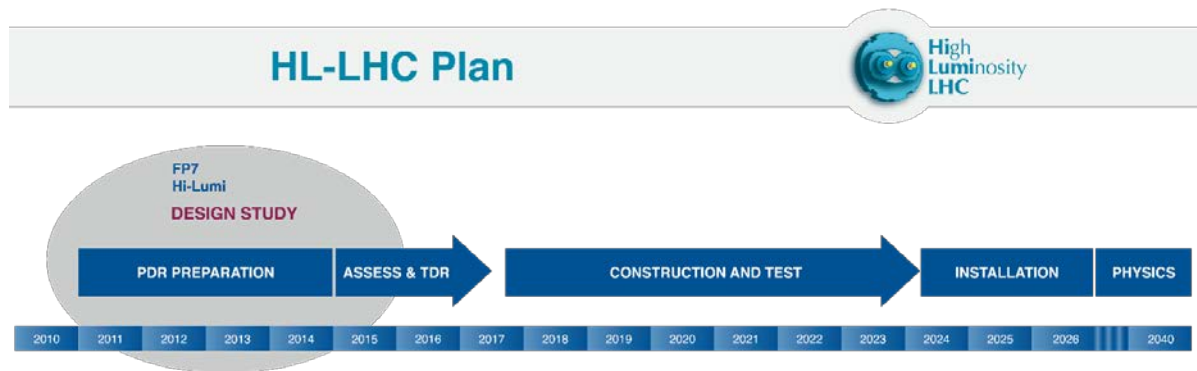 HL-LHC Plan
High
Luminosity
LHC
FP7
Hi-Lumi
DESIGN STUDY
PDR PREPARATION
ASSESS & TDR
CONSTRUCTION AND TEST
INSTALLATION
PHYSICS
2010 2011 2012 2013 2014 2015 2016 2017 2018 2019 2020 2021 2022 2023 2024 2025 2026 2040